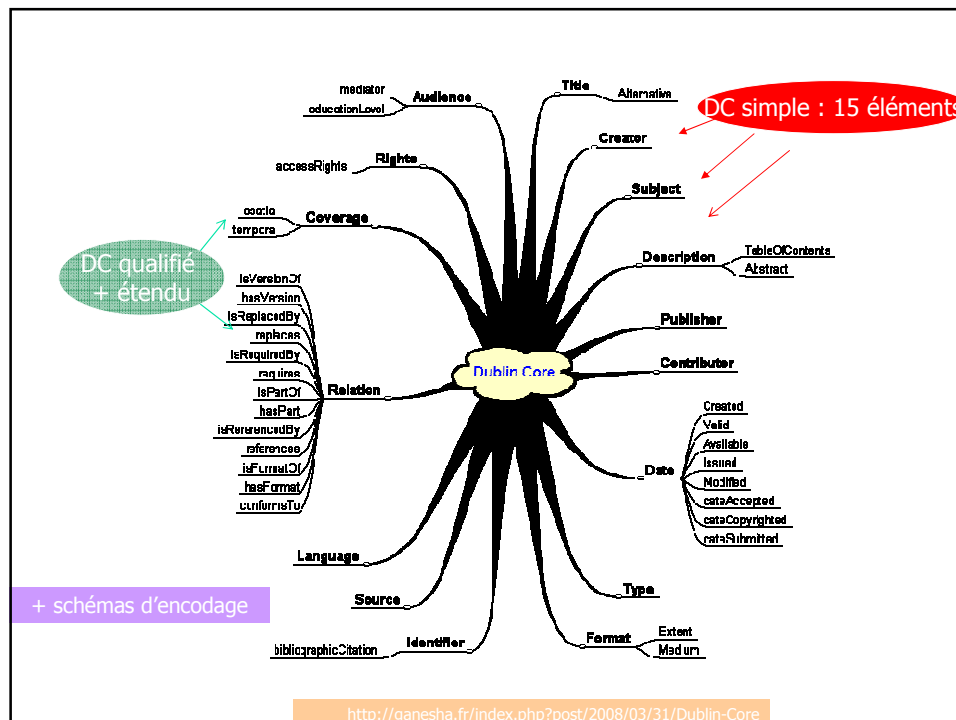 Title
Alternative
DC simple : 15 éléments
Creator
Subject
Description
TableOfContents
Abstract
Publisher
Contributer
Date
Created
Valid
Available
Issued
Modified
dateAccepted
dateCopyrighted
dateSubmitted
Type
Format
Extent
Medium
Dublin Core
Audience
mediator
educationLevel
Rights
accessRights
Coverage
tempora
DC qualifié
+ étendu
Relation
isVersionOf
hasVersion
isReplacedBy
replaces
isRequiredBy
requires
isPartOf
hasPart
isReferencedBy
references
isFormatOf
hasFormat
conformsTo
Language
Source
Identifier
bibliographicCitation
+ schémas d'encodage
http://ganesha.fr/index.php?post/2008/03/31/Dublin-Core